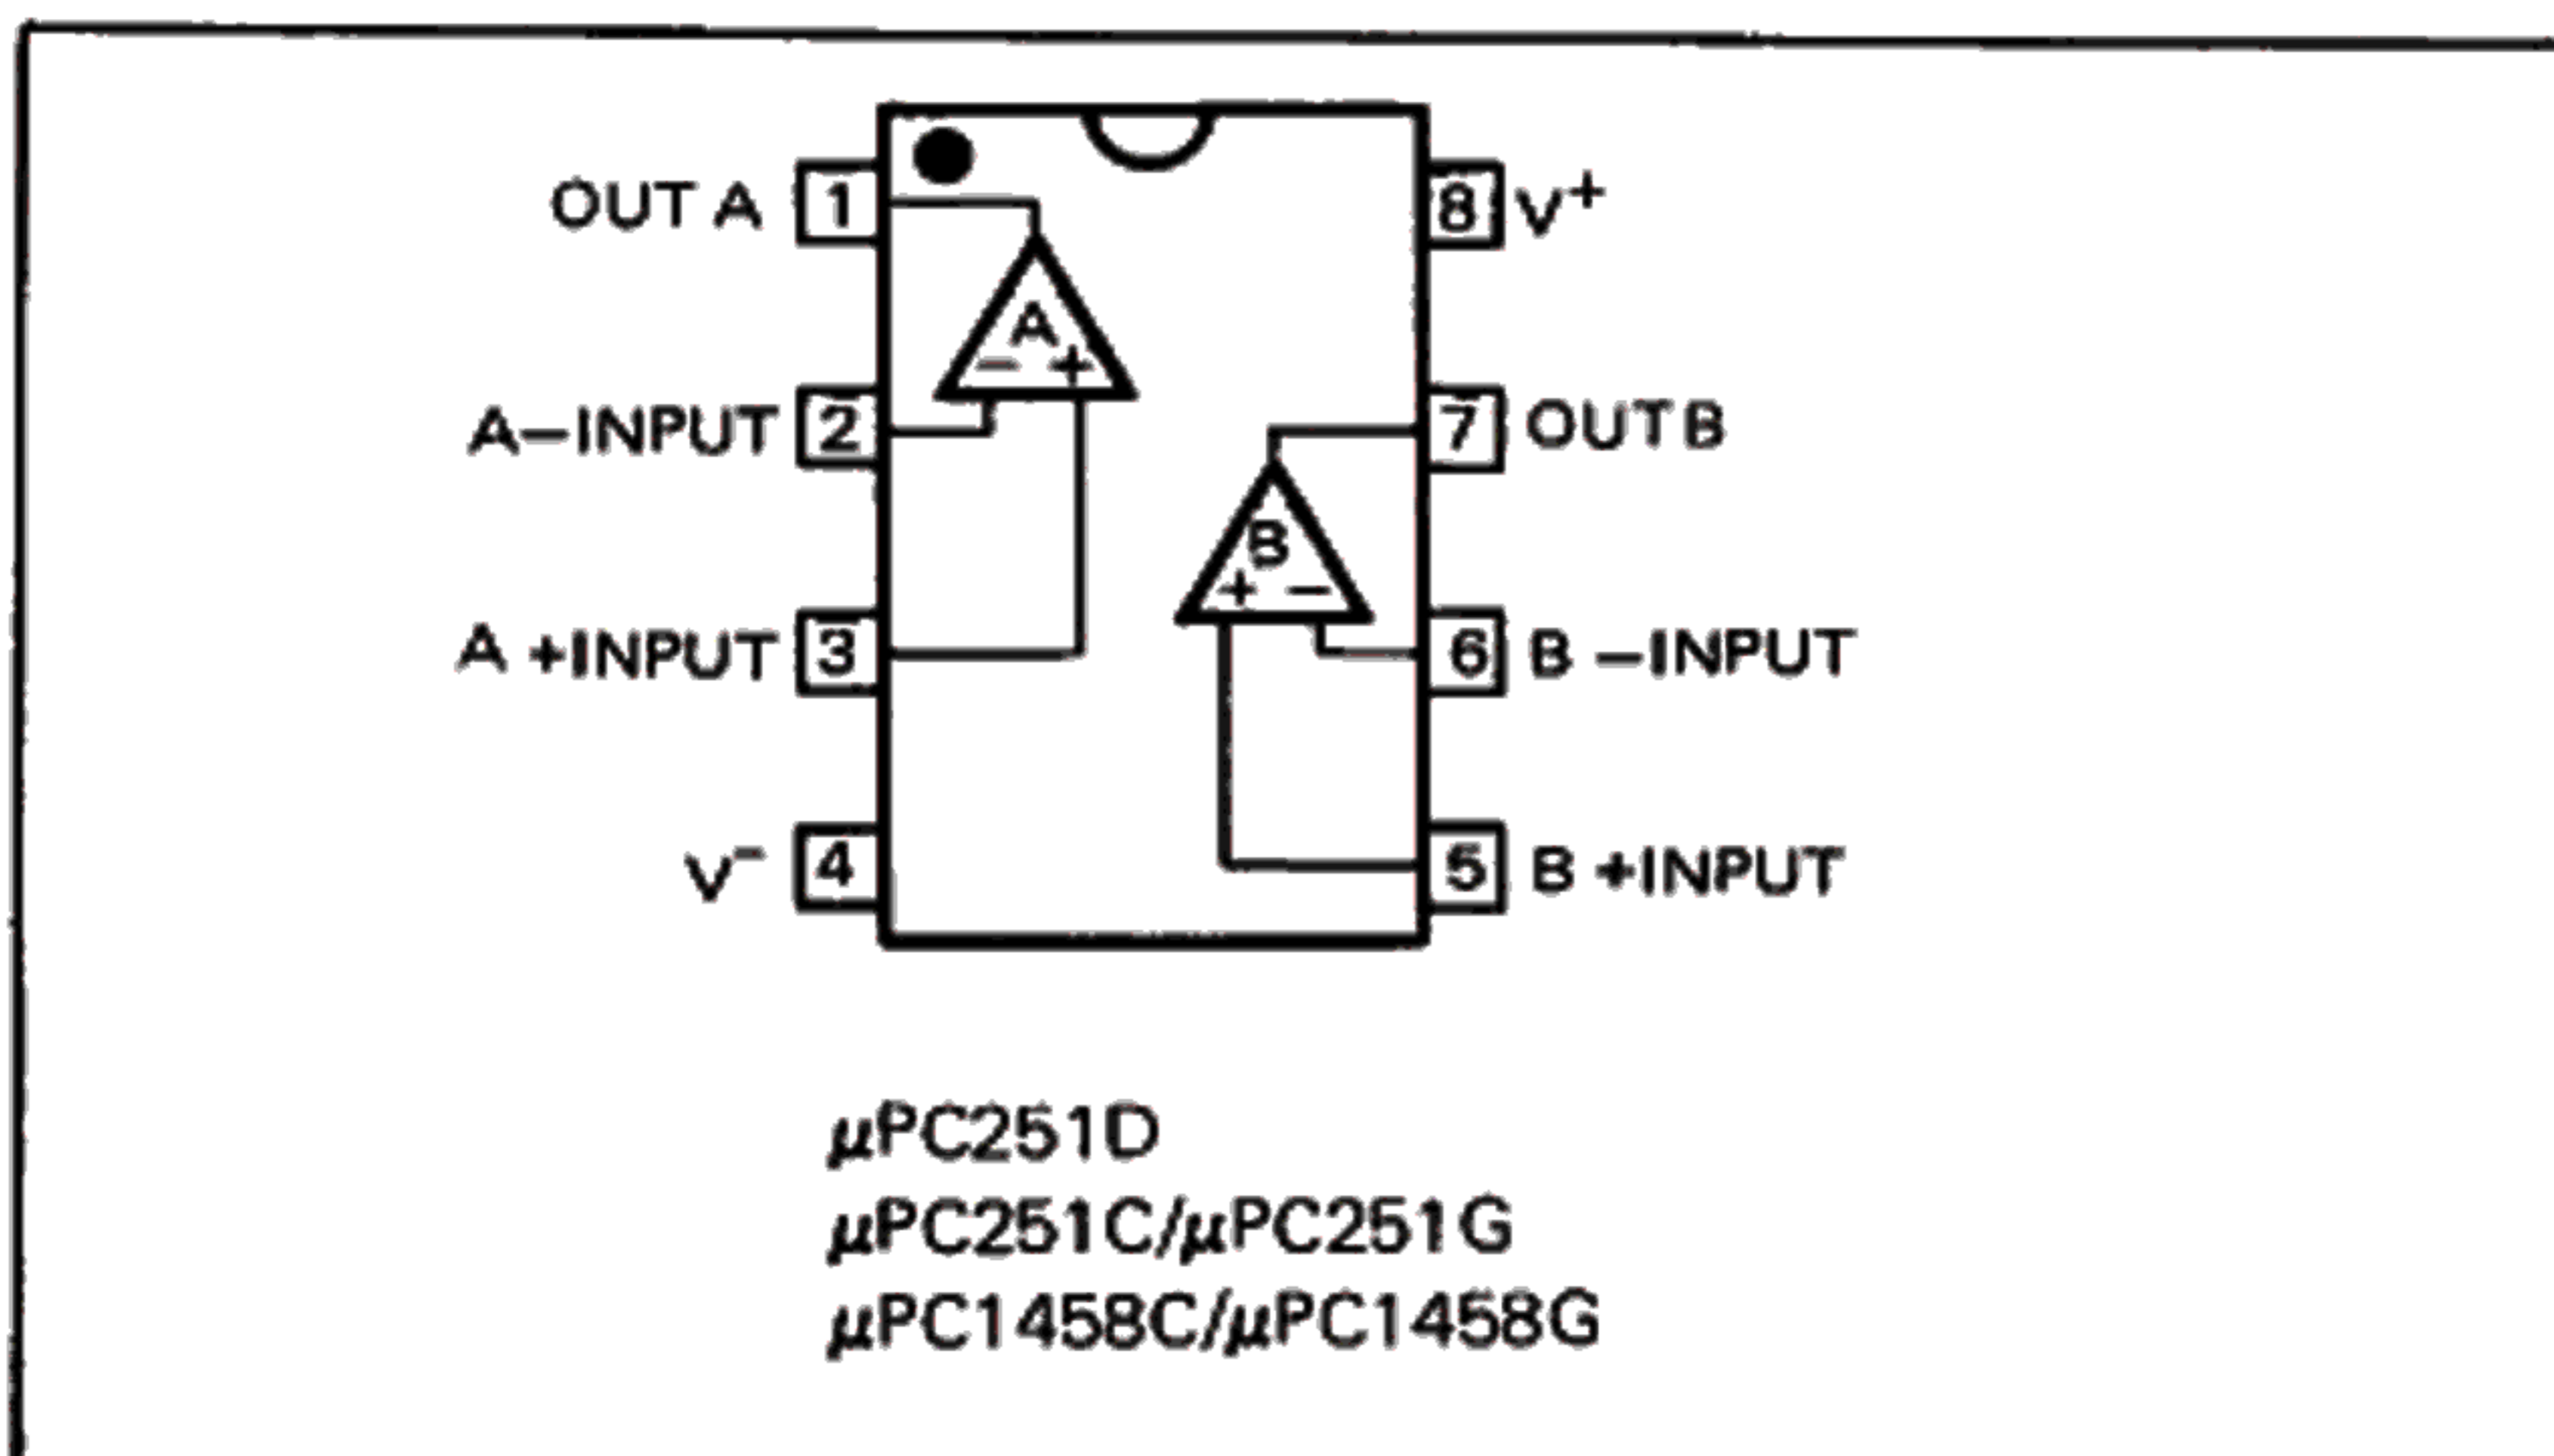 OUT A 1 8 V⁺
A
− +
A−INPUT 2 7 OUT B
B
+ −
A +INPUT 3 6 B −INPUT
V⁻ 4 5 B +INPUT
μPC251D
μPC251C/μPC251G
μPC1458C/μPC1458G